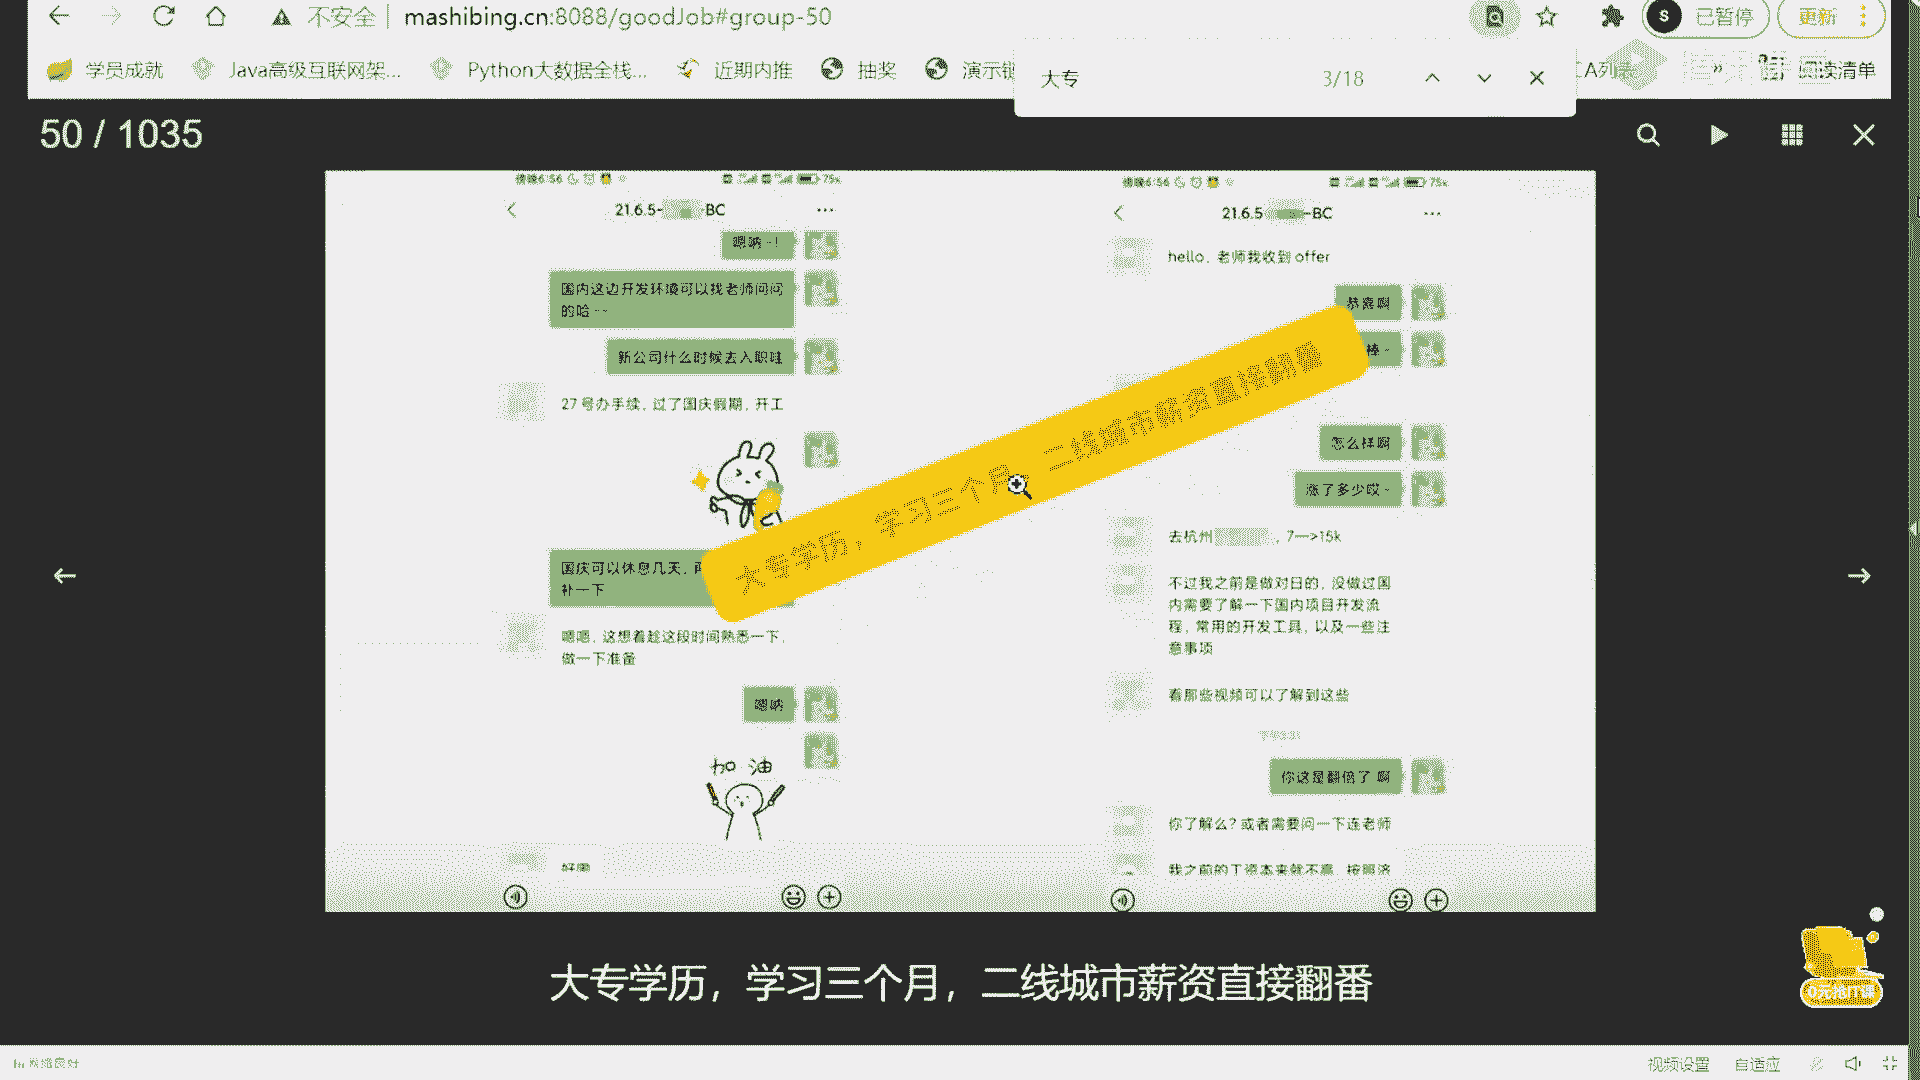 不安全 mashibing.cn:8088/goodJob#group-50
S 已暂停 更新
学员成就 Java高级互联网架... Python大数据全栈... 近期内推 抽奖 演示
A列表 » 阅读清单
大专 3/18
50 / 1035
傍晚6:56 75%
21.6.5- -BC
嗯呐~!
国内这边开发环境可以找老师问问
的哈~~
新公司什么时候去入职哇
27号办手续,过了国庆假期,开工
国庆可以休息几天,
补一下
嗯嗯,这想着趁这段时间熟悉一下,
做一下准备
嗯呐
加油
好嘞
傍晚6:56 75%
21.6.5 -BC
hello,老师我收到 offer
恭喜啊
棒~
怎么样啊
涨了多少哎~
去杭州 ,7—>15k
不过我之前是做对日的,没做过国
内需要了解一下国内项目开发流
程,常用的开发工具,以及一些注
意事项
看那些视频可以了解到这些
你这是翻倍了 啊
你了解么?或者需要问一下连老师
我之前的工资本来就不高,按照济
大专学历,学习三个月,二线城市薪资直接翻番
大专学历,学习三个月,二线城市薪资直接翻番
网络良好
视频设置 自适应